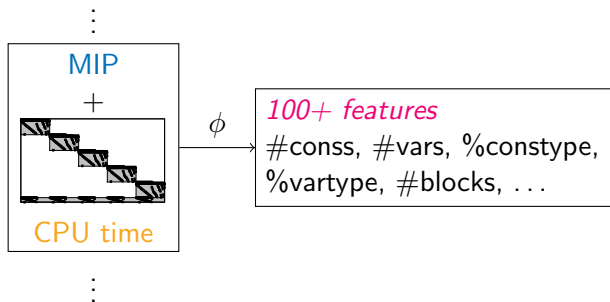 ⋮
MIP
+
CPU time
⋮
ϕ
100+ features
#conss, #vars, %constype,
%vartype, #blocks, ...